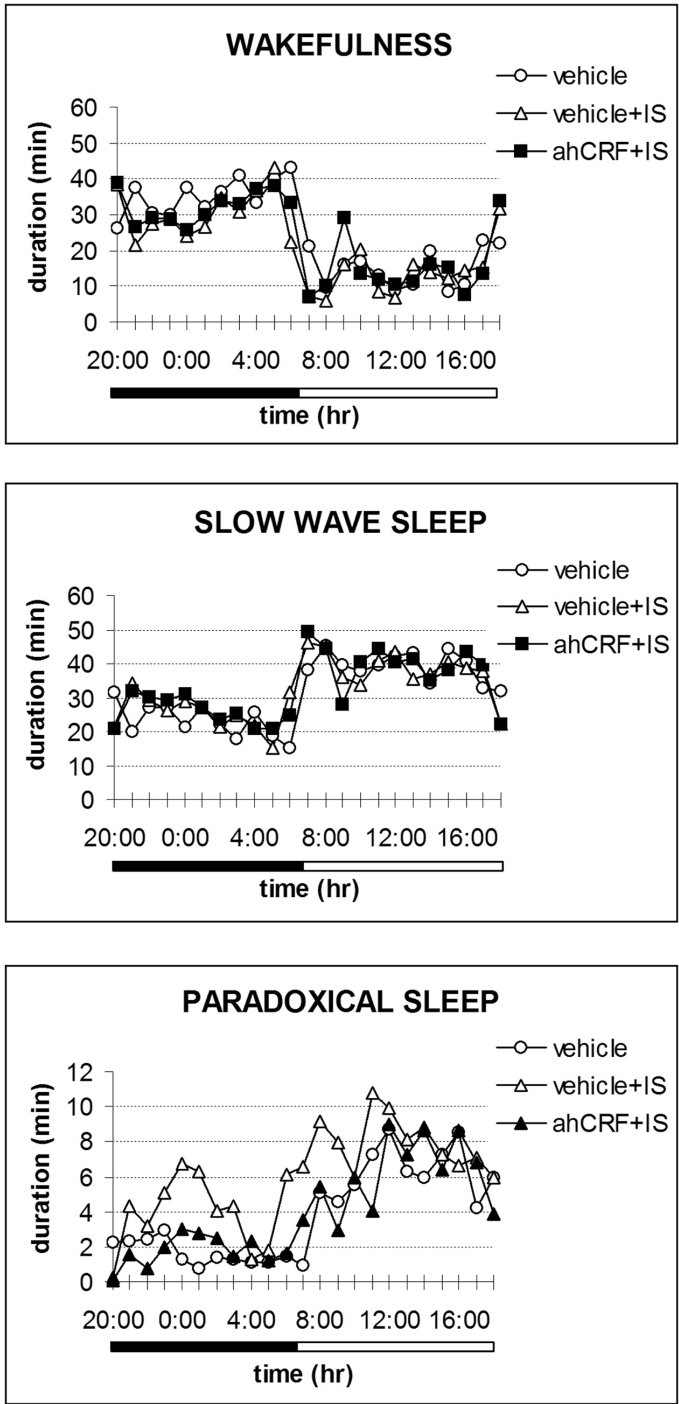 WAKEFULNESS
vehicle
vehicle+IS
ahCRF+IS
duration (min)
60
50
40
30
20
10
0
20:00 0:00 4:00 8:00 12:00 16:00
time (hr)
SLOW WAVE SLEEP
vehicle
vehicle+IS
ahCRF+IS
duration (min)
60
50
40
30
20
10
0
20:00 0:00 4:00 8:00 12:00 16:00
time (hr)
PARADOXICAL SLEEP
vehicle
vehicle+IS
ahCRF+IS
duration (min)
12
10
8
6
4
2
0
20:00 0:00 4:00 8:00 12:00 16:00
time (hr)